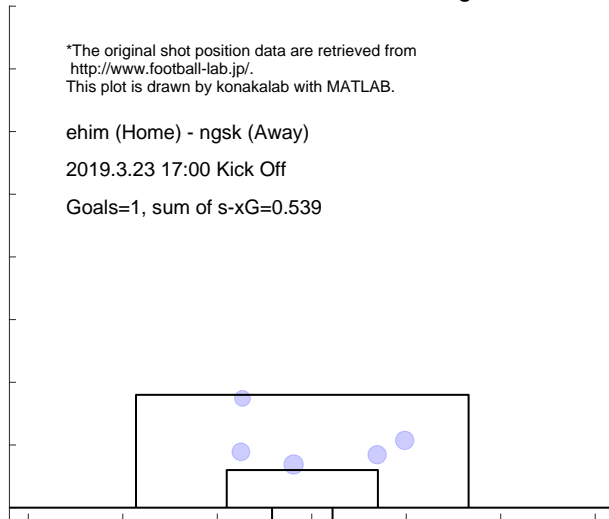 *The original shot position data are retrieved from
http://www.football-lab.jp/.
This plot is drawn by konakalab with MATLAB.
ehim (Home) - ngsk (Away)
2019.3.23 17:00 Kick Off
Goals=1, sum of s-xG=0.539